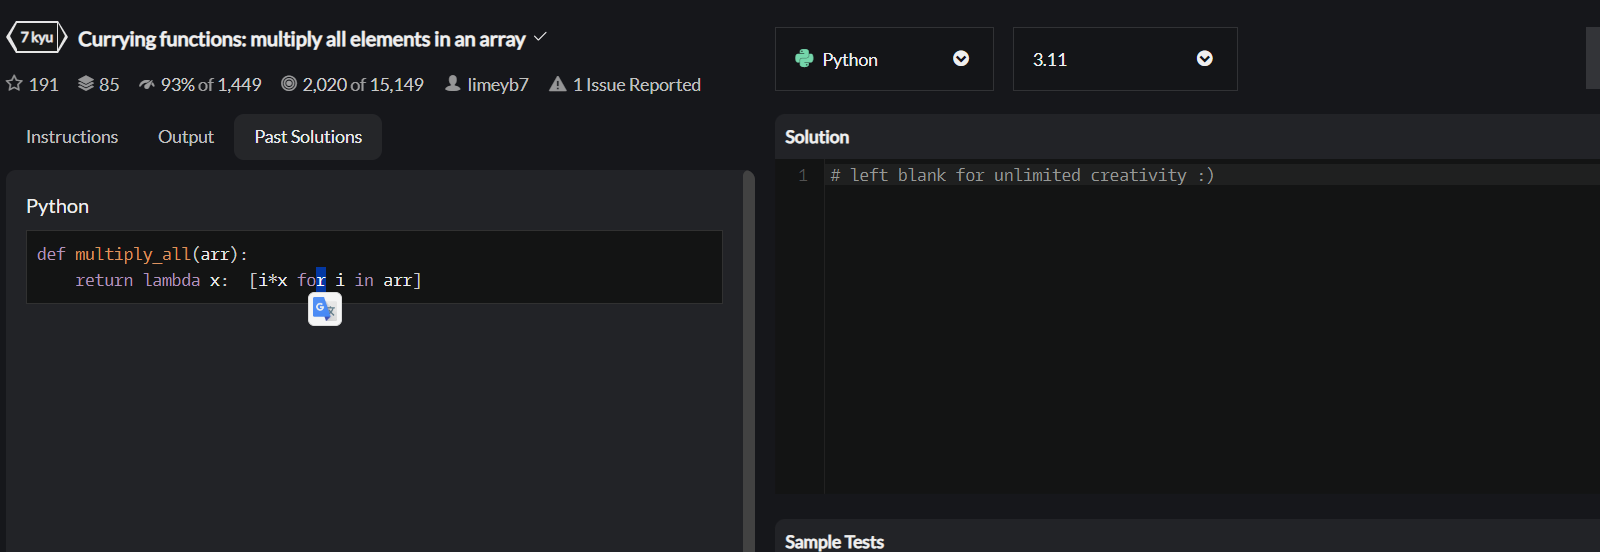 7 kyu
Currying functions: multiply all elements in an array
191 85 93% of 1,449 2,020 of 15,149 limeyb7 1 Issue Reported
Python
3.11
Instructions
Output
Past Solutions
Python
def multiply_all(arr):
    return lambda x:  [i*x for i in arr]
G 文
Solution
1 # left blank for unlimited creativity :)
Sample Tests